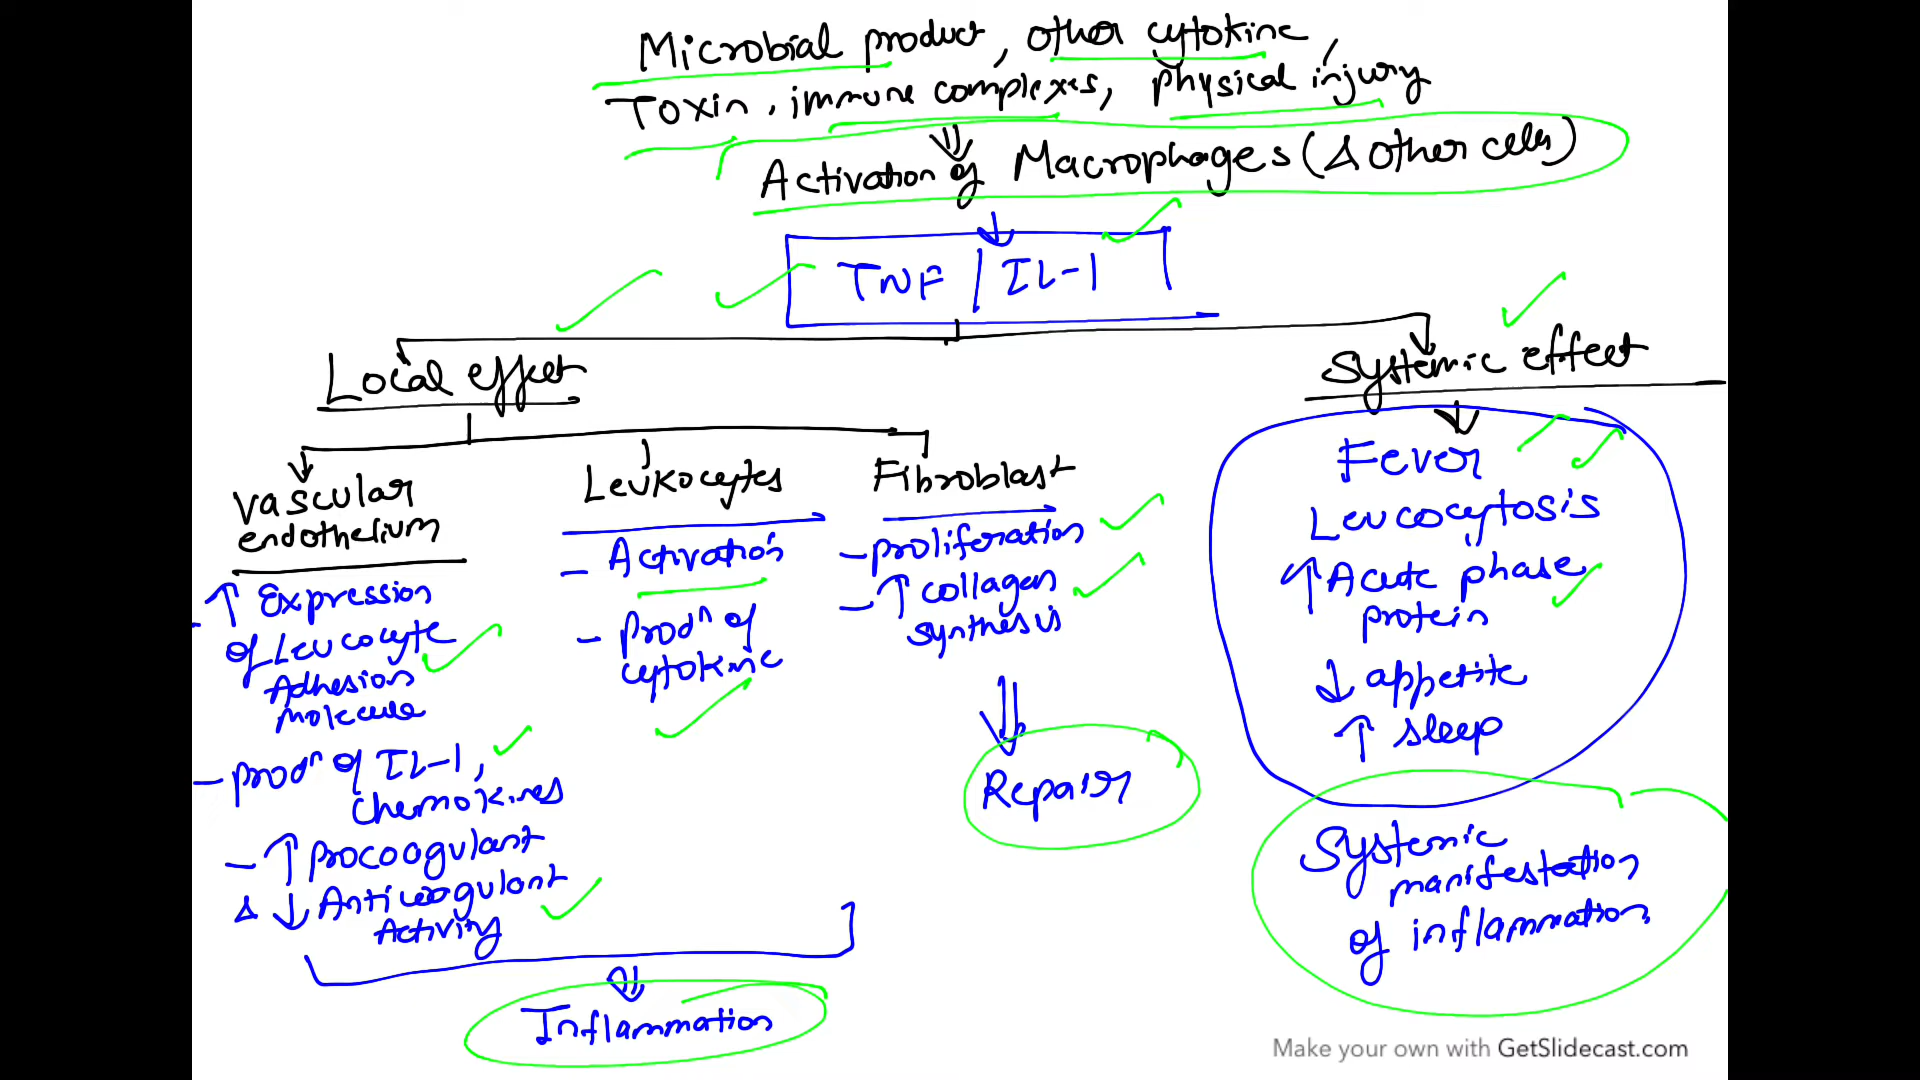 Microbial product, other cytokine,
Toxin, immune complexes, physical injury
⇓
Activation of Macrophages (& other cells)
↓
TNF / IL-1
Local effect
Systemic effect
Vascular
endothelium
- ↑ Expression
of Leucocyte
Adhesion
molecule
- prodⁿ of IL-1,
chemokines
- ↑ procoagulant
& ↓ Anticoagulant
Activity
Leukocytes
- Activation
- Prodⁿ of
cytokine
⇓
Inflammation
Fibroblast
- proliferation
- ↑ collagen
synthesis
⇓
Repair
Fever
Leucocytosis
↑ Acute phase
protein
↓ appetite
↑ sleep
Systemic
manifestation
of inflammation
Make your own with GetSlidecast.com